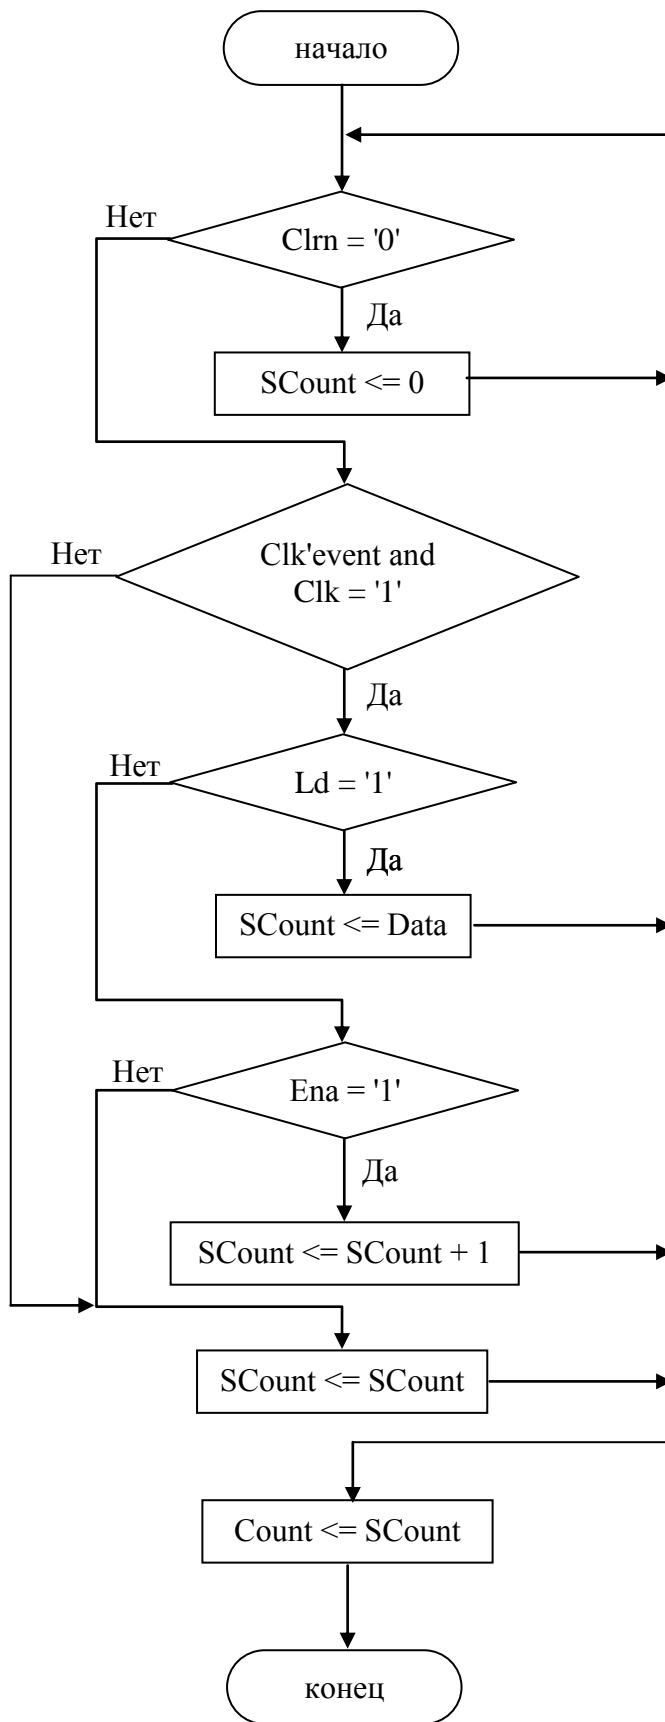 начало
Нет
Clrn = '0'
Да
SCount <= 0
Нет
Clk'event and
Clk = '1'
Да
Нет
Ld = '1'
Да
SCount <= Data
Нет
Ena = '1'
Да
SCount <= SCount + 1
SCount <= SCount
Count <= SCount
конец